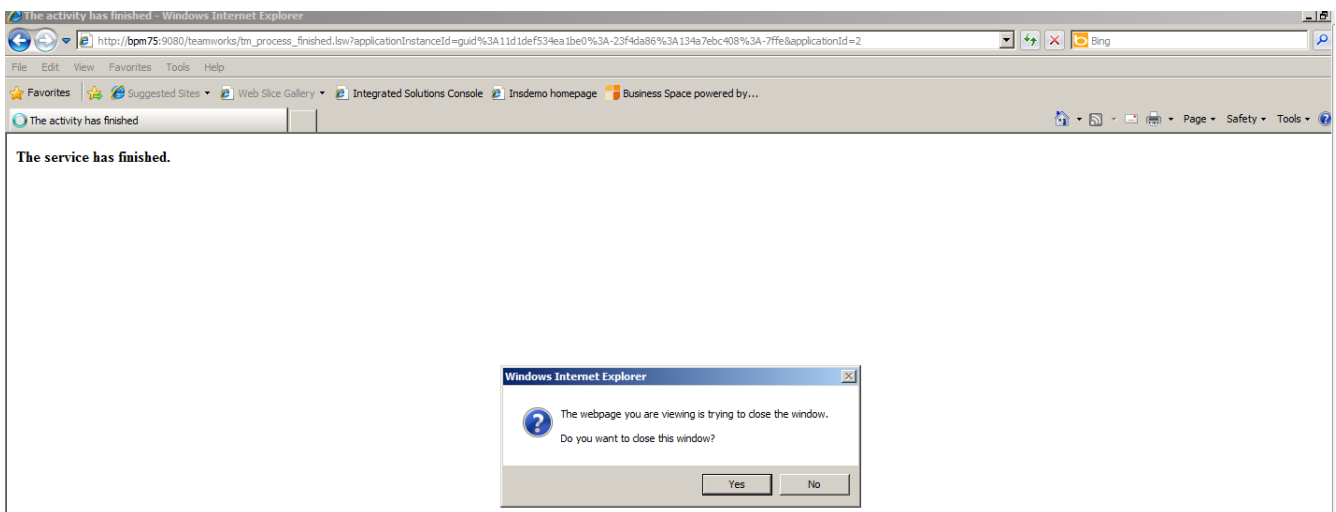 The activity has finished - Windows Internet Explorer
http://bpm75:9080/teamworks/tm_process_finished.lsw?applicationInstanceId=guid%3A11d1def534ea1be0%3A-23f4da86%3A134a7ebc408%3A-7ffe&applicationId=2 Bing
File Edit View Favorites Tools Help
Favorites Suggested Sites Web Slice Gallery Integrated Solutions Console Insdemo homepage Business Space powered by...
The activity has finished Page Safety Tools
The service has finished.
Windows Internet Explorer
The webpage you are viewing is trying to close the window.
Do you want to close this window?
Yes No